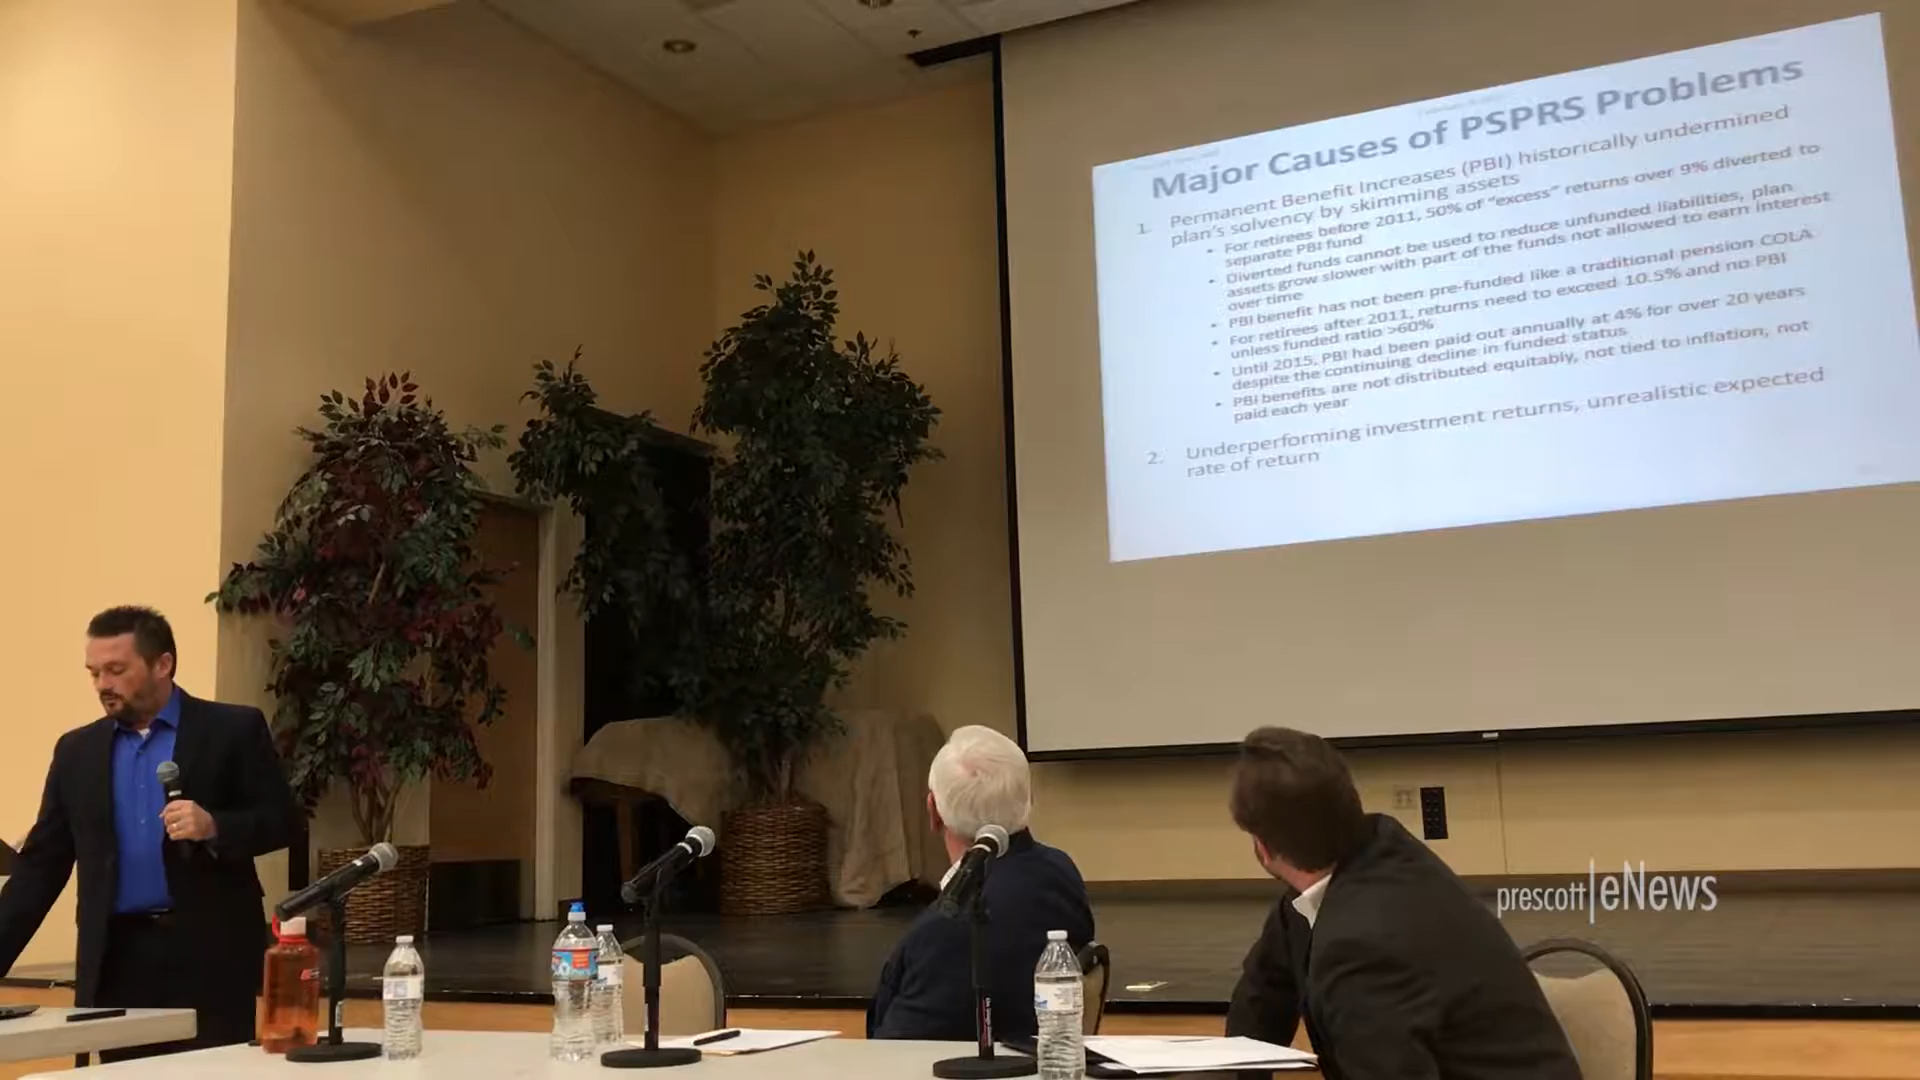 Major Causes of PSPRS Problems
1. Permanent Benefit Increases (PBI) historically undermined
plan's solvency by skimming assets
• For retirees before 2011, 50% of "excess" returns over 9% diverted to
separate PBI fund
• Diverted funds cannot be used to reduce unfunded liabilities, plan
assets grow slower with part of the funds not allowed to earn interest
over time
• PBI benefit has not been pre-funded like a traditional pension COLA
• For retirees after 2011, returns need to exceed 10.5% and no PBI
unless funded ratio >60%
• Until 2015, PBI had been paid out annually at 4% for over 20 years
despite the continuing decline in funded status
• PBI benefits are not distributed equitably, not tied to inflation, not
paid each year
2. Underperforming investment returns, unrealistic expected
rate of return
prescott|eNews